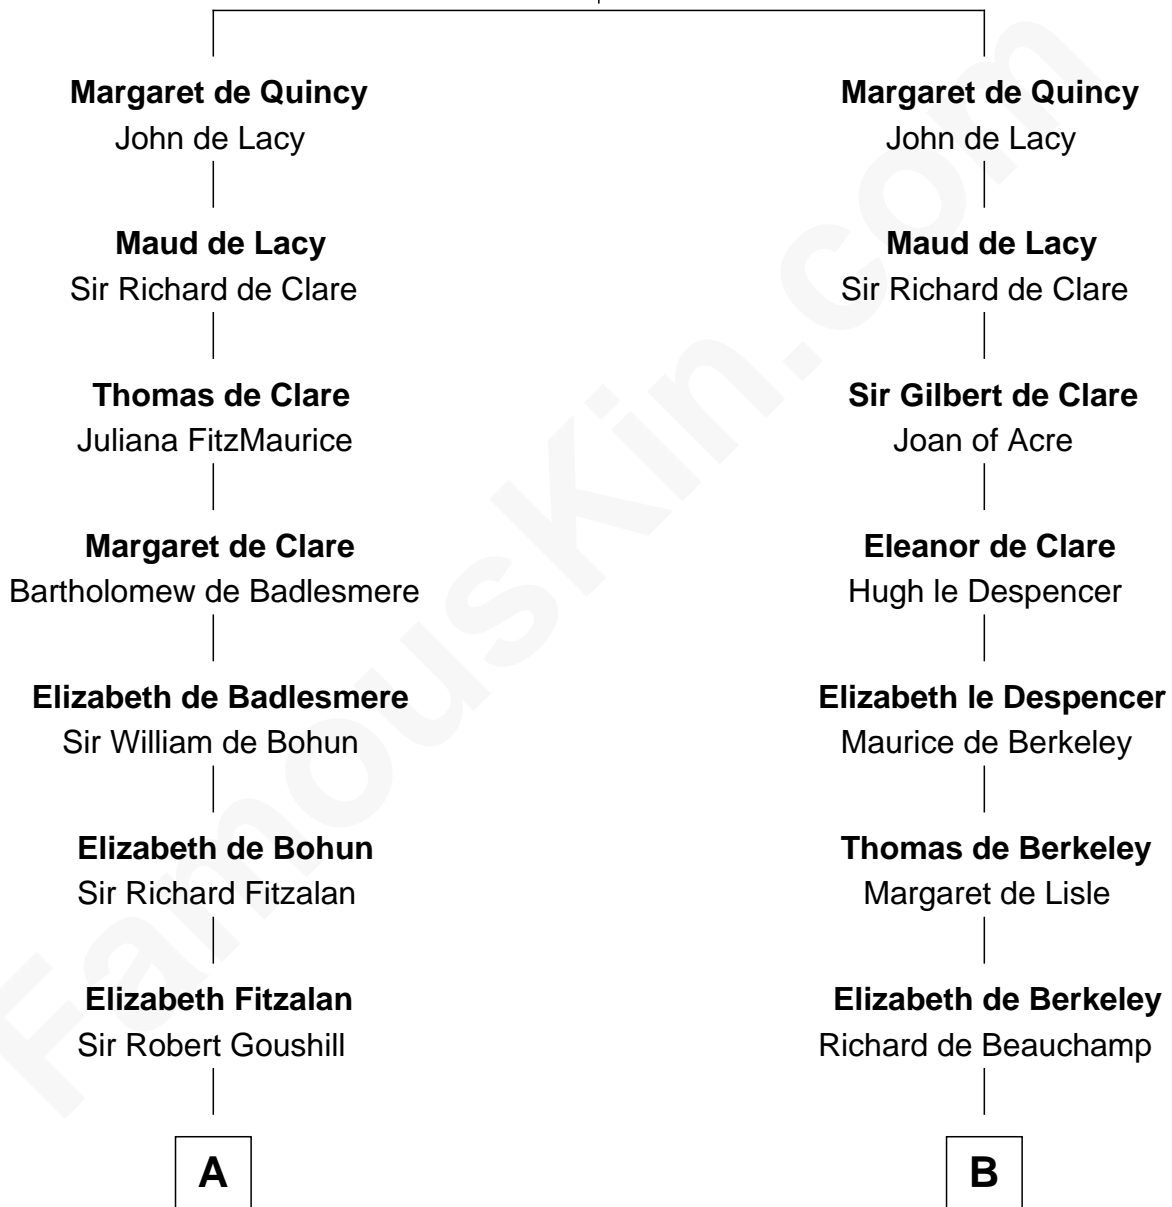 Margaret de Quincy
John de Lacy
Maud de Lacy
Sir Richard de Clare
Thomas de Clare
Juliana FitzMaurice
Margaret de Clare
Bartholomew de Badlesmere
Elizabeth de Badlesmere
Sir William de Bohun
Elizabeth de Bohun
Sir Richard Fitzalan
Elizabeth Fitzalan
Sir Robert Goushill
A
Margaret de Quincy
John de Lacy
Maud de Lacy
Sir Richard de Clare
Sir Gilbert de Clare
Joan of Acre
Eleanor de Clare
Hugh le Despencer
Elizabeth le Despencer
Maurice de Berkeley
Thomas de Berkeley
Margaret de Lisle
Elizabeth de Berkeley
Richard de Beauchamp
B
FamousKin.com